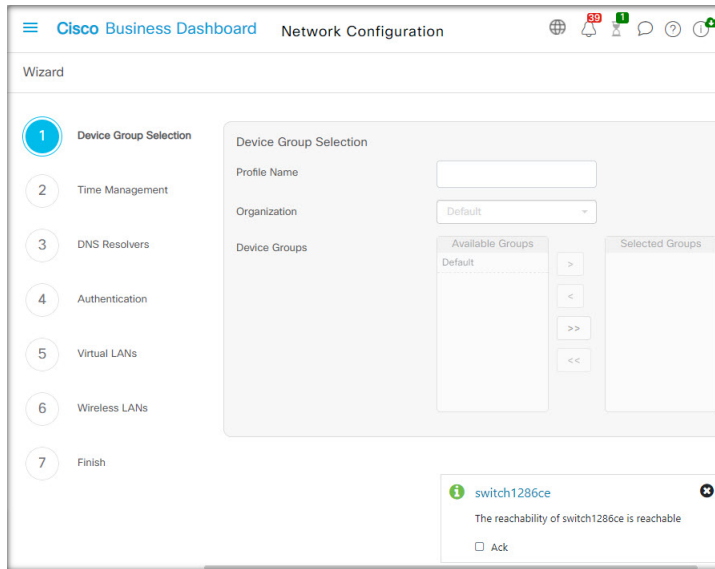 Cisco Business Dashboard Network Configuration 39 1
Wizard
1 Device Group Selection
2 Time Management
3 DNS Resolvers
4 Authentication
5 Virtual LANs
6 Wireless LANs
7 Finish
Device Group Selection
Profile Name
Organization Default
Device Groups
Available Groups Selected Groups
Default
>
<
>>
<<
switch1286ce
The reachability of switch1286ce is reachable
Ack